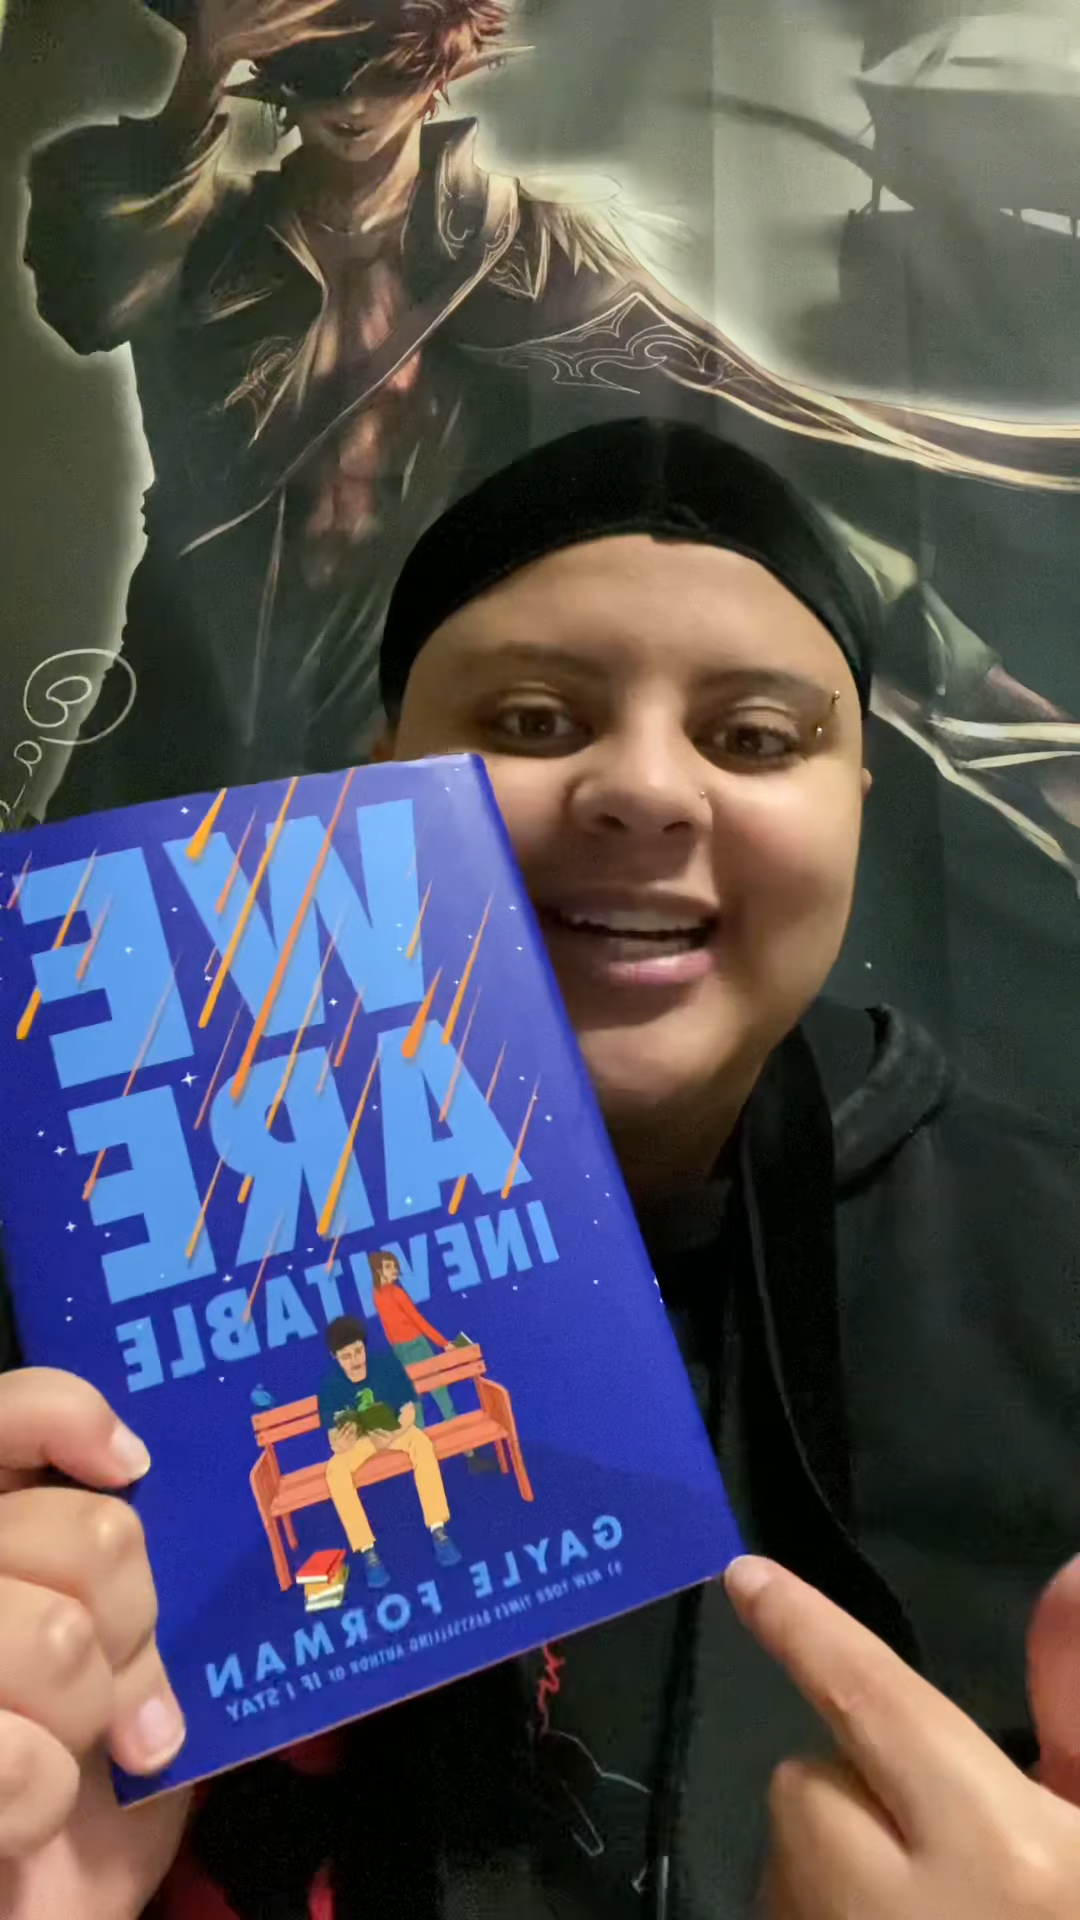 WE
ARE
INEVITABLE
GAYLE FORMAN
#1 NEW YORK TIMES BESTSELLING AUTHOR OF IF I STAY